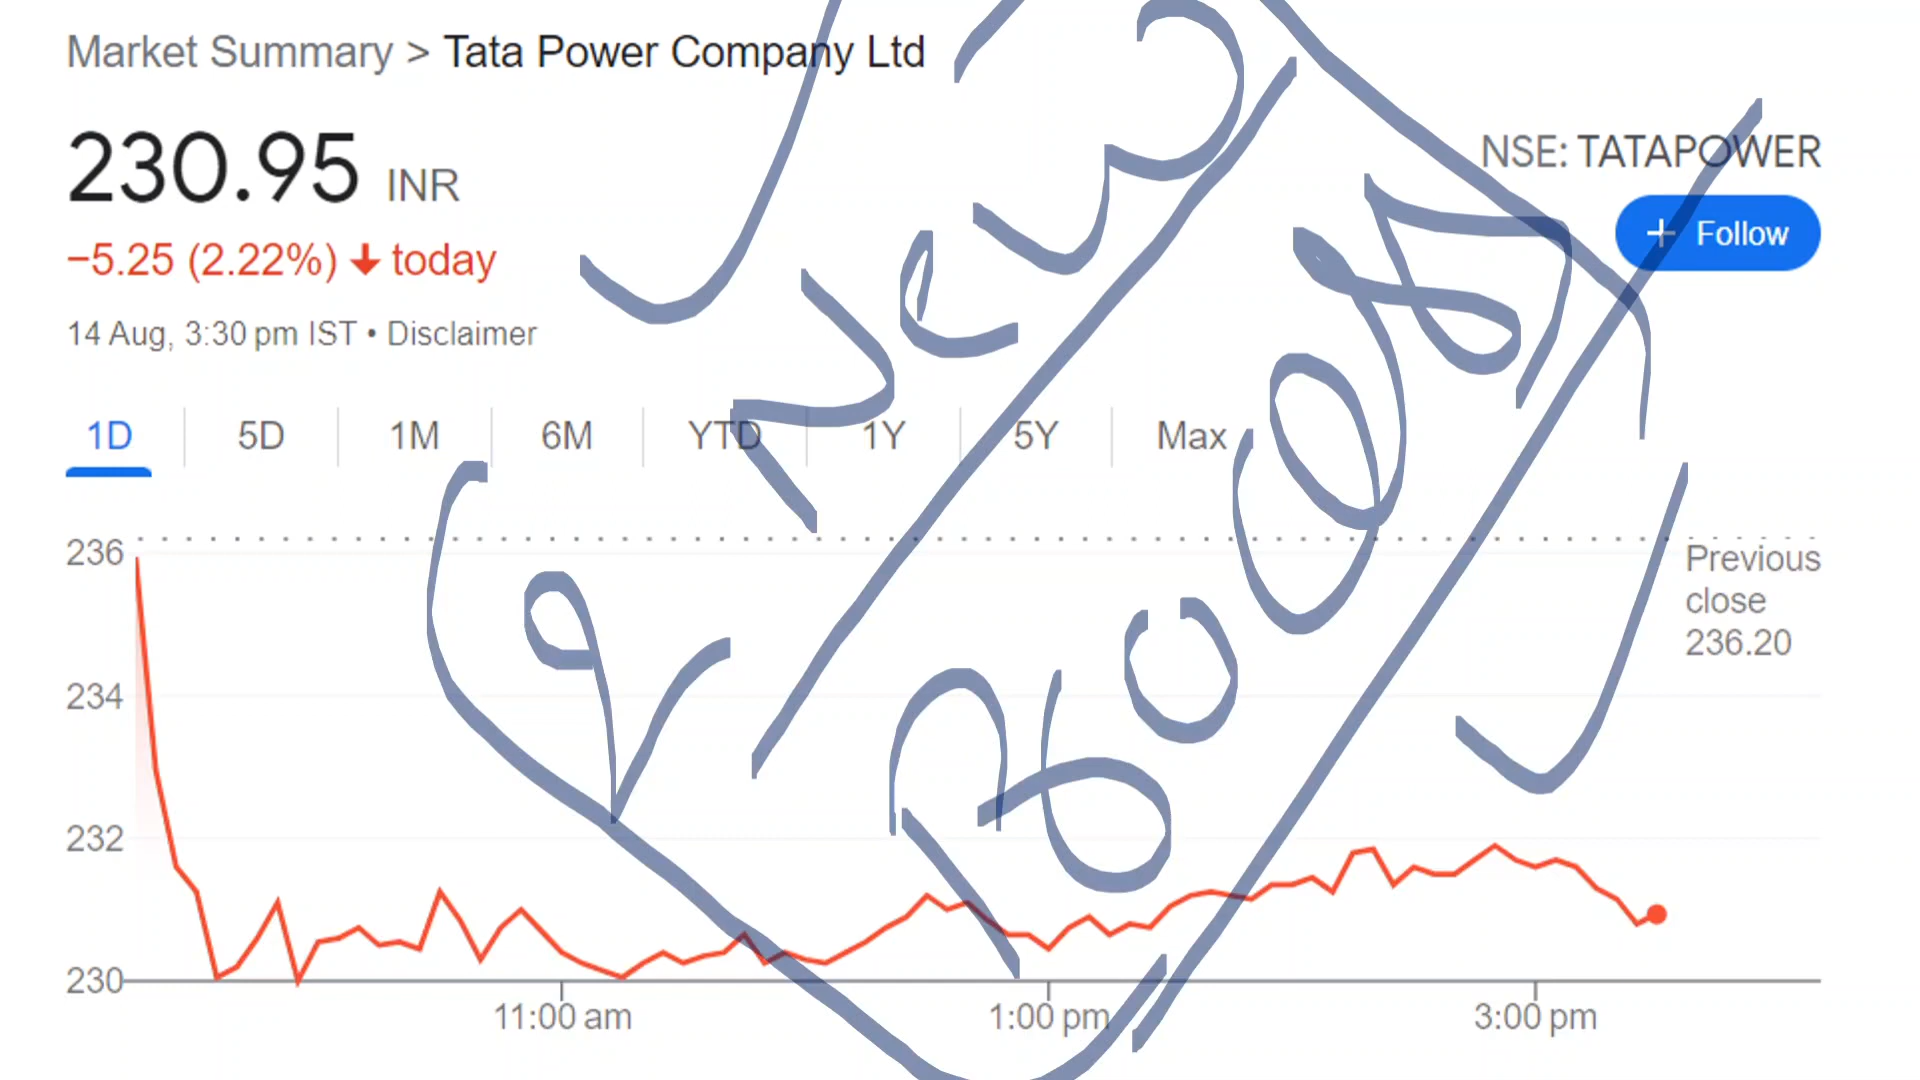 Market Summary > Tata Power Company Ltd
230.95 INR
NSE: TATAPOWER
+ Follow
−5.25 (2.22%) ↓ today
14 Aug, 3:30 pm IST • Disclaimer
1D 5D 1M 6M YTD 1Y 5Y Max
236
234
232
230
Previous
close
236.20
11:00 am 1:00 pm 3:00 pm